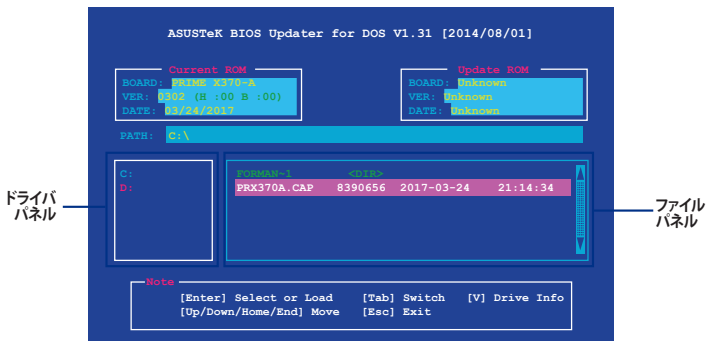 ASUSTeK BIOS Updater for DOS V1.31 [2014/08/01]
Current ROM
BOARD: PRIME X370-A
VER: 0302 (H :00 B :00)
DATE: 03/24/2017
Update ROM
BOARD: Unknown
VER: Unknown
DATE: Unknown
PATH: C:\
C:
D:
FORMAN~1 <DIR>
PRX370A.CAP 8390656 2017-03-24 21:14:34
ドライバ
パネル
ファイル
パネル
Note
[Enter] Select or Load [Tab] Switch [V] Drive Info
[Up/Down/Home/End] Move [Esc] Exit